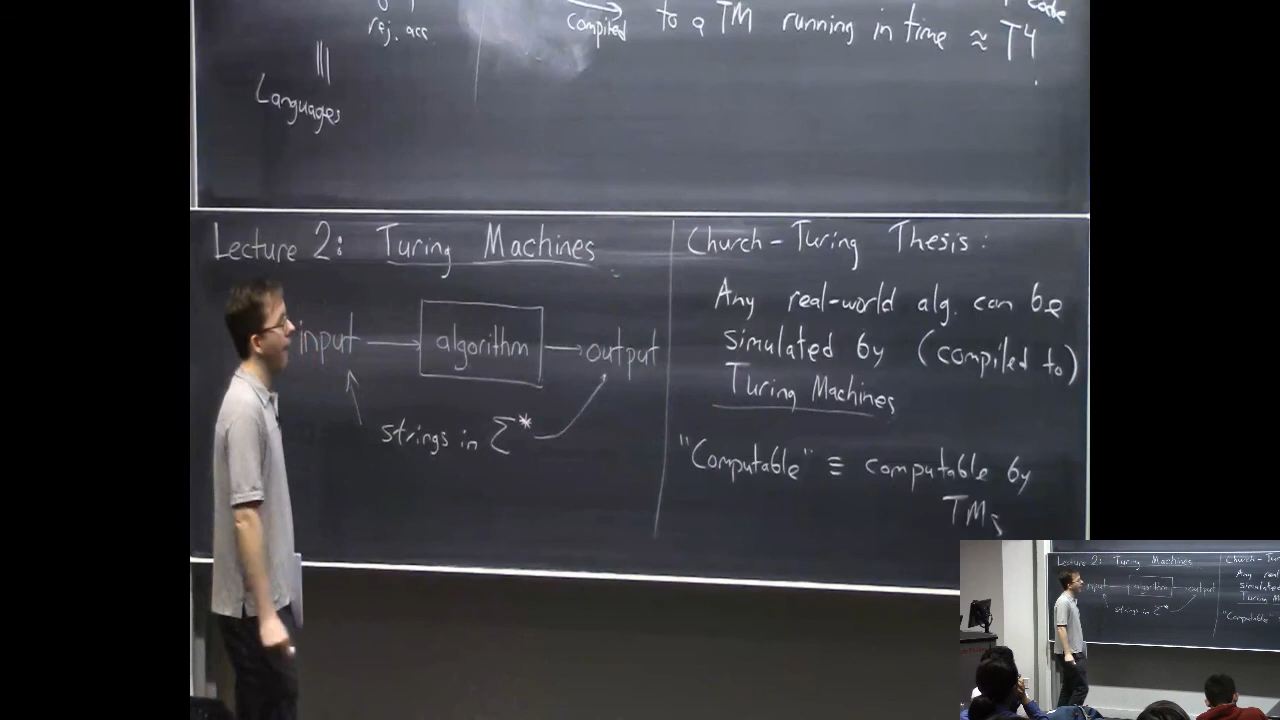 code
rej. acc.
compiled to a TM running in time ≈ T⁴
|||
Languages
Lecture 2: Turing Machines
input → algorithm → output
strings in Σ*
Church-Turing Thesis:
Any real-world alg. can be
simulated by (compiled to)
Turing Machines
"Computable" ≡ computable by
TMs